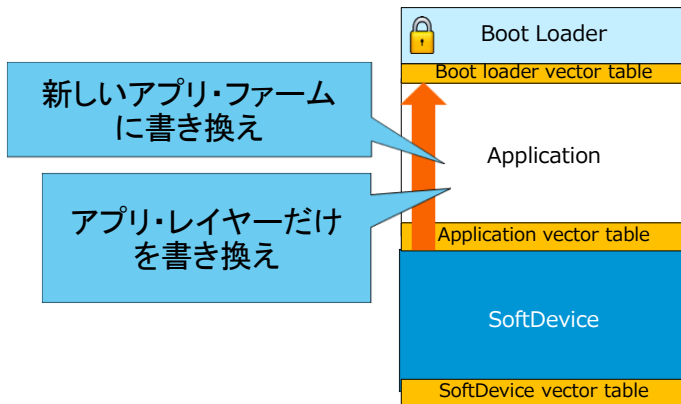 Boot Loader
Boot loader vector table
新しいアプリ・ファーム
に書き換え
Application
アプリ・レイヤーだけ
を書き換え
Application vector table
SoftDevice
SoftDevice vector table